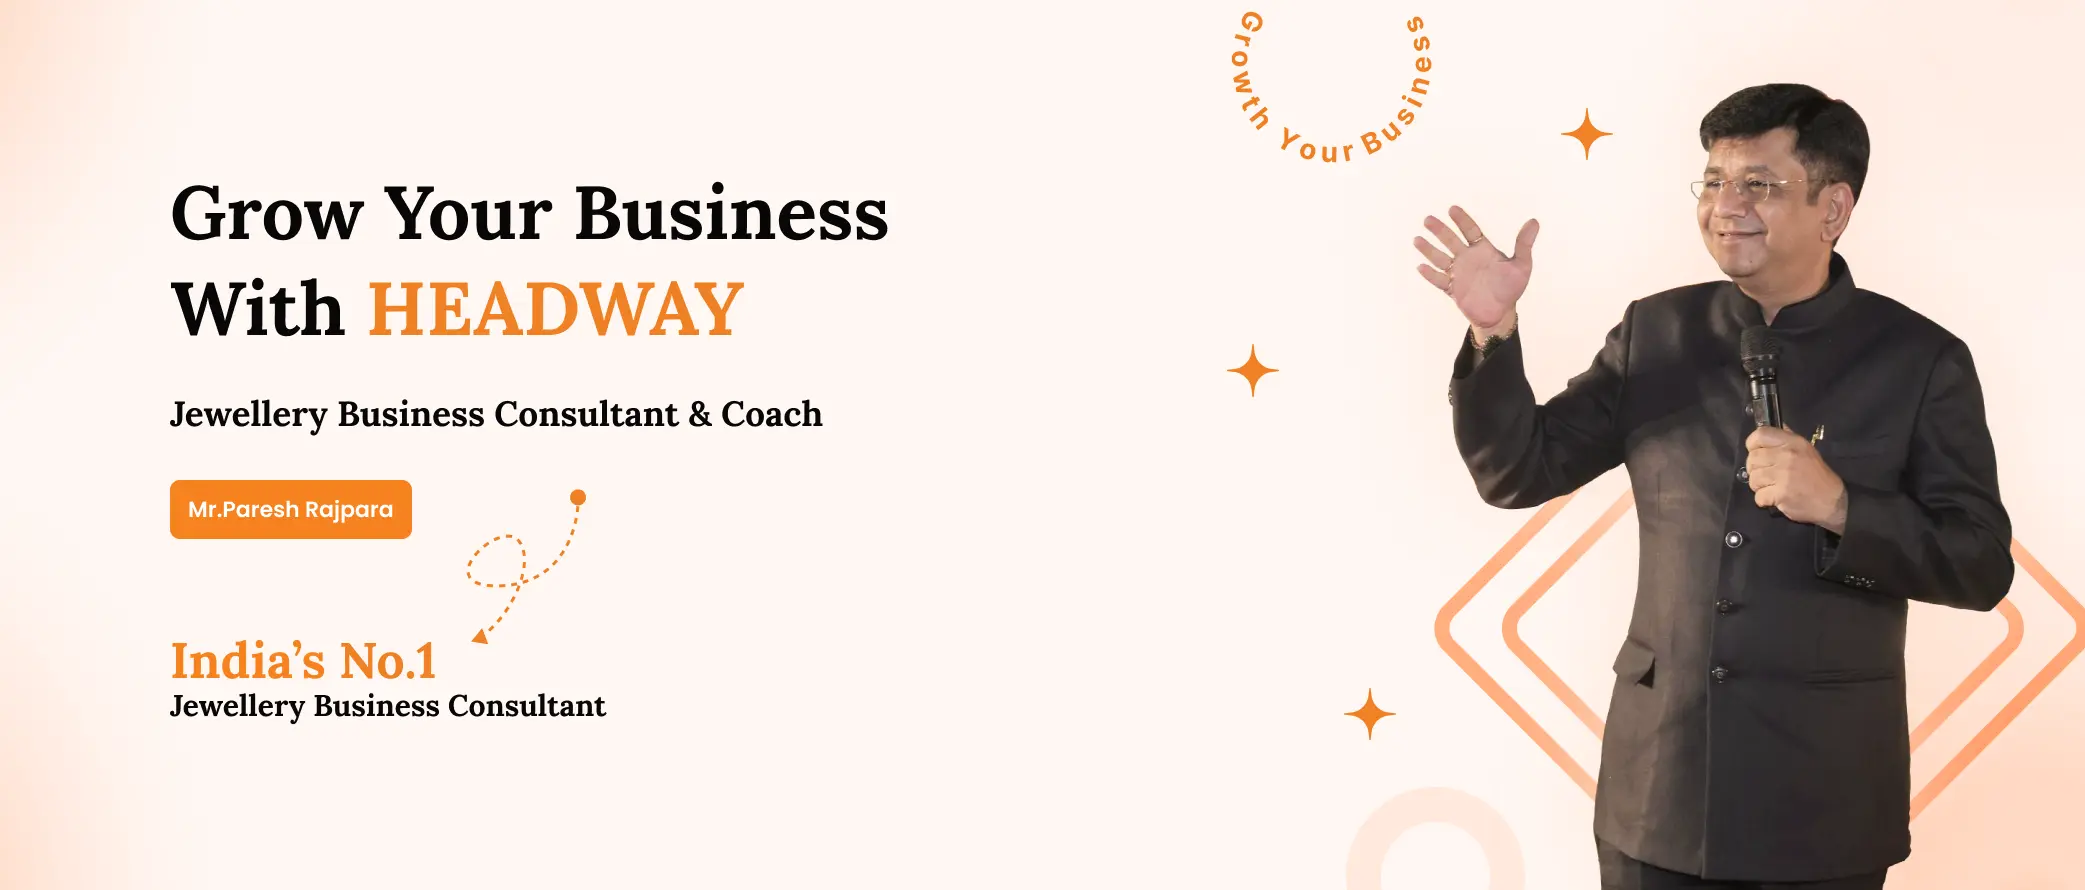 Growth Your Business
Grow Your Business
With HEADWAY
Jewellery Business Consultant & Coach
Mr.Paresh Rajpara
India's No.1
Jewellery Business Consultant